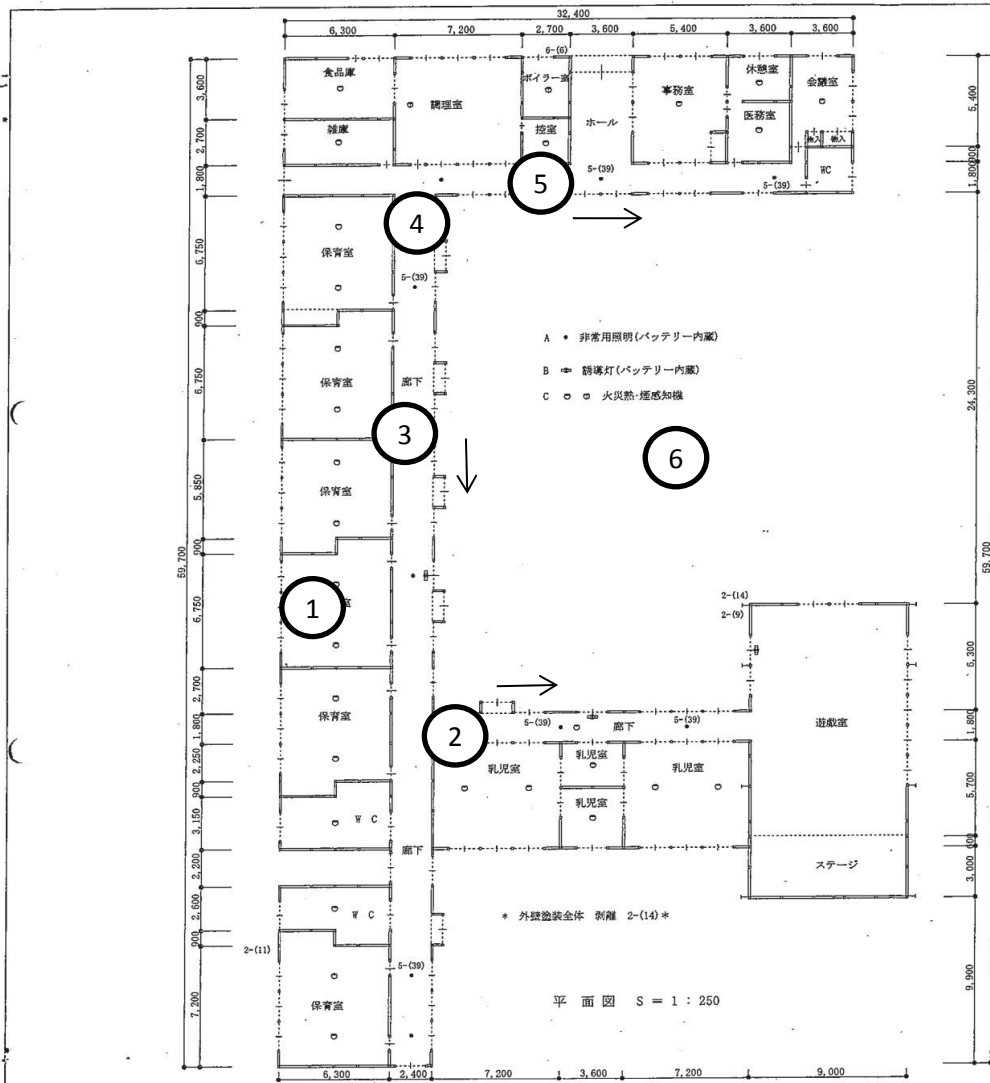 32,400
6,300 7,200 2,700 3,600 5,400 3,600 3,600
6-(6)
食品庫 調理室 ボイラー室 ホール 事務室 休憩室 会議室
雑庫 控室 医務室 物入 物入
WC
3,600
2,700
1,800
5,400
900
1,800
5-(39) 5-(39)
5
4
保育室
5-(39)
6,750
900
A • 非常用照明(バッテリー内蔵)
B 誘導灯(バッテリー内蔵)
C 火災熱・煙感知機
保育室 廊下
6,750
24,300
3
6
保育室
5,850
900
59,700
59,700
1 室
6,750
2-(14)
2-(9)
6,300
保育室
2,700
1,800
2,250
900
2
5-(39) 廊下 5-(39)
遊戯室
1,800
乳児室 乳児室 乳児室
乳児室
5,700
W C
3,150
廊下
600
ステージ
3,000
2,200
W C
2,600
900
* 外壁塗装全体 剥離 2-(14)*
2-(11)
5-(39)
保育室
7,200
9,900
平 面 図 S = 1 : 250
6,300 2,400 7,200 3,600 7,200 9,000